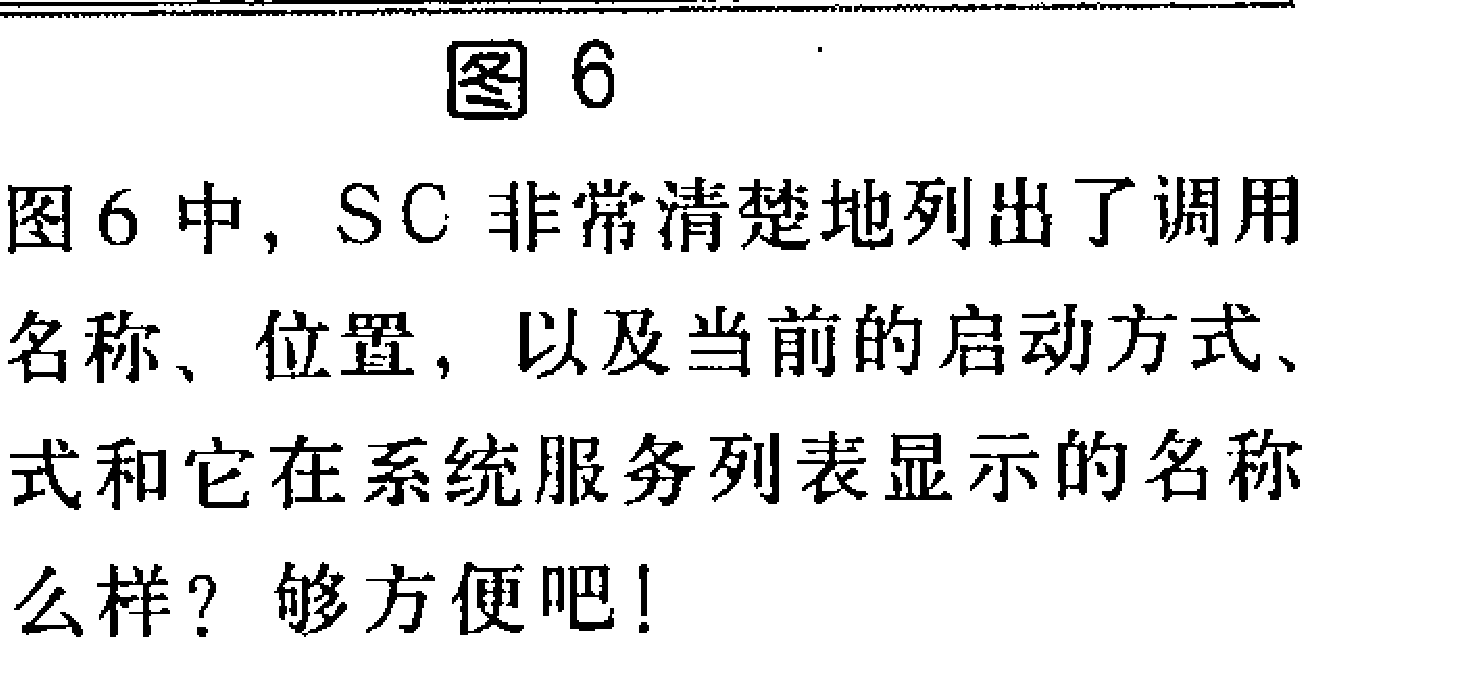 图 6
图6 中，SC 非常清楚地列出了调用
名称、位置，以及当前的启动方式、
式和它在系统服务列表显示的名称
么样？够方便吧！